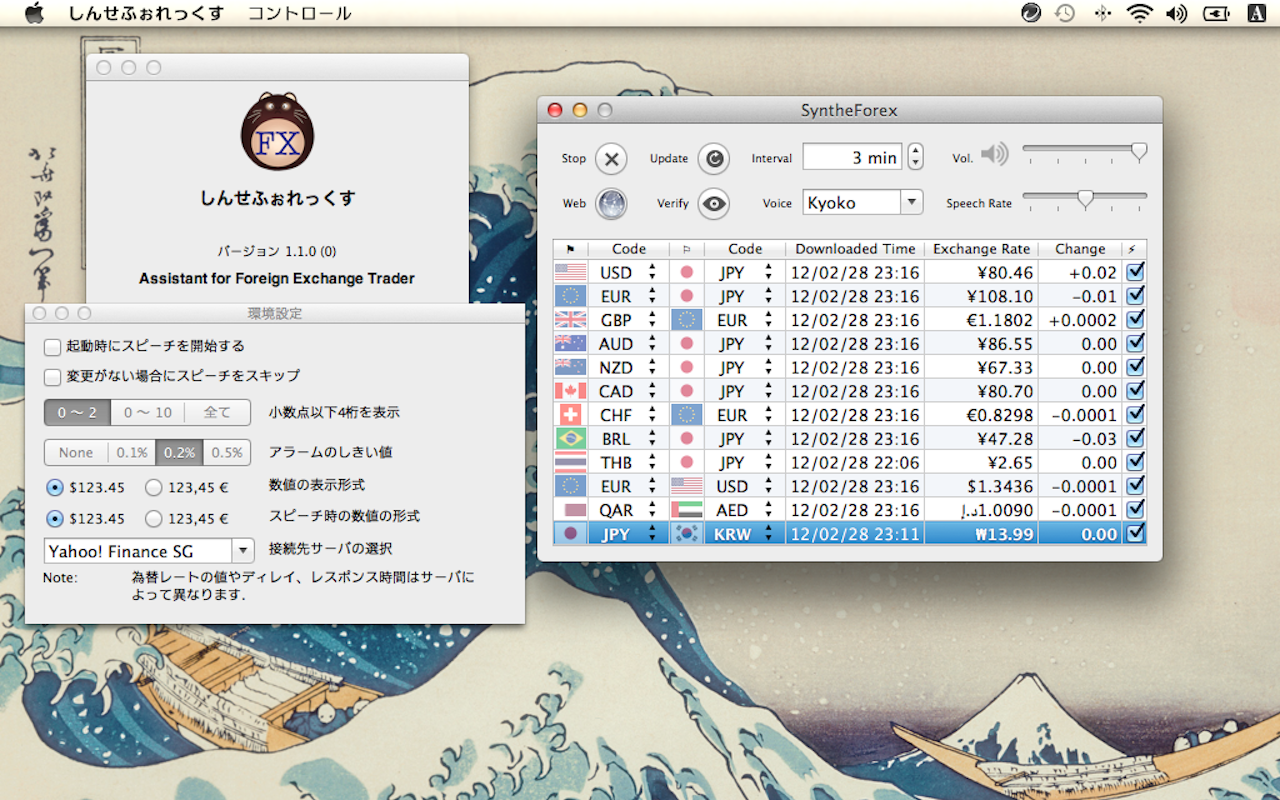 しんせふぉれっくす コントロール
A
FX
しんせふぉれっくす
バージョン 1.1.0 (0)
Assistant for Foreign Exchange Trader
環境設定
起動時にスピーチを開始する
変更がない場合にスピーチをスキップ
0 〜 2 0 〜 10 全て 小数点以下4桁を表示
None 0.1% 0.2% 0.5% アラームのしきい値
$123.45 123,45 € 数値の表示形式
$123.45 123,45 € スピーチ時の数値の形式
Yahoo! Finance SG 接続先サーバの選択
Note: 為替レートの値やディレイ、レスポンス時間はサーバに
よって異なります.
SyntheForex
Stop Update Interval 3 min Vol.
Web Verify Voice Kyoko Speech Rate
Code Code Downloaded Time Exchange Rate Change
USD JPY 12/02/28 23:16 ¥80.46 +0.02
EUR JPY 12/02/28 23:16 ¥108.10 −0.01
GBP EUR 12/02/28 23:16 €1.1802 +0.0002
AUD JPY 12/02/28 23:16 ¥86.55 0.00
NZD JPY 12/02/28 23:16 ¥67.33 0.00
CAD JPY 12/02/28 23:16 ¥80.70 0.00
CHF EUR 12/02/28 23:16 €0.8298 −0.0001
BRL JPY 12/02/28 23:16 ¥47.28 −0.03
THB JPY 12/02/28 22:06 ¥2.65 0.00
EUR USD 12/02/28 23:16 $1.3436 −0.0001
QAR AED 12/02/28 23:16 د.إ.1.0090 −0.0001
JPY KRW 12/02/28 23:11 ₩13.99 0.00